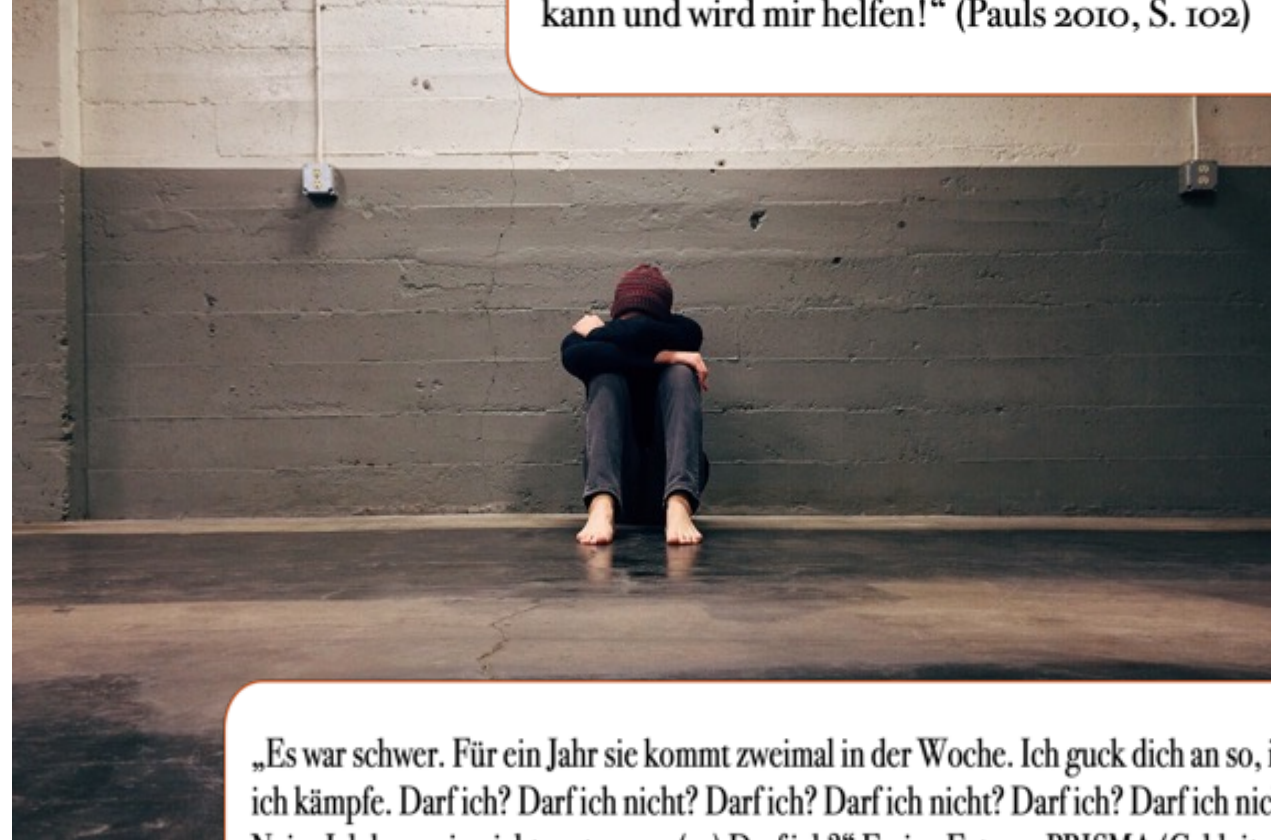 kann und wird mir helfen!“ (Pauls 2010, S. 102)
„Es war schwer. Für ein Jahr sie kommt zweimal in der Woche. Ich guck dich an so,
ich kämpfe. Darf ich? Darf ich nicht? Darf ich? Darf ich nicht? Darf ich? Darf ich